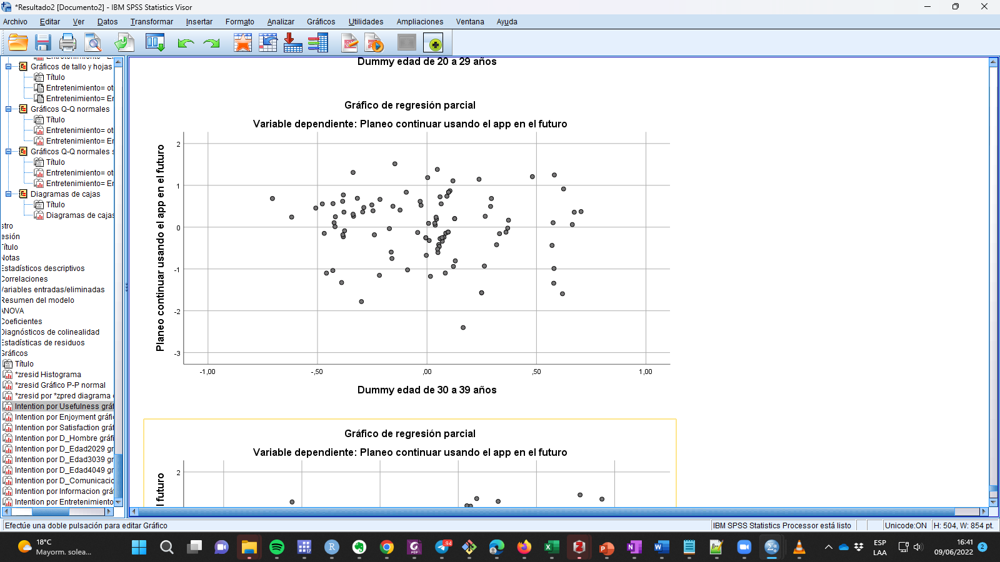 *Resultado2 [Documento2] - IBM SPSS Statistics Visor
Archivo Editar Ver Datos Transformar Insertar Formato Analizar Gráficos Utilidades Ampliaciones Ventana Ayuda
Gráficos de tallo y hojas
Título
Entretenimiento= ot
Entretenimiento= Er
Gráficos Q-Q normales
Título
Entretenimiento= ot
Entretenimiento= Er
Gráficos Q-Q normales s
Título
Entretenimiento= ot
Entretenimiento= Er
Diagramas de cajas
Título
Diagramas de cajas
stro
esión
Título
Notas
Estadísticos descriptivos
Correlaciones
Variables entradas/eliminadas
Resumen del modelo
ANOVA
Coeficientes
Diagnósticos de colinealidad
Estadísticas de residuos
Gráficos
Título
*zresid Histograma
*zresid Gráfico P-P normal
*zresid por *zpred diagrama
Intention por Usefulness gráf
Intention por Enjoyment gráfi
Intention por Satisfaction gráf
Intention por D_Hombre gráfi
Intention por D_Edad2029 gr
Intention por D_Edad3039 gr
Intention por D_Edad4049 gr
Intention por D_Comunicacio
Intention por Informacion grá
Intention por Entretenimiento
Dummy edad de 20 a 29 años
Gráfico de regresión parcial
Variable dependiente: Planeo continuar usando el app en el futuro
Planeo continuar usando el app en el futuro
2
1
0
-1
-2
-3
-1,00 -,50 ,00 ,50 1,00
Dummy edad de 30 a 39 años
Gráfico de regresión parcial
Variable dependiente: Planeo continuar usando el app en el futuro
2
l futuro
Efectúe una doble pulsación para editar Gráfico
IBM SPSS Statistics Processor está listo
Unicode:ON
H: 504, W: 854 pt.
18°C
Mayorm. solea...
17
R
PDF
94
ESP
LAA
16:41
09/06/2022
2